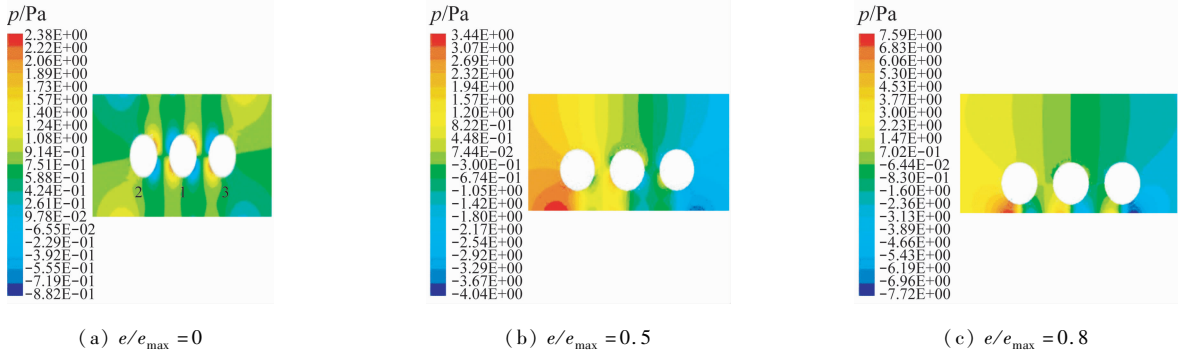 p/Pa
2.38E+00
2.22E+00
2.06E+00
1.89E+00
1.73E+00
1.57E+00
1.40E+00
1.24E+00
1.08E+00
9.14E-01
7.51E-01
5.88E-01
4.24E-01
2.61E-01
9.78E-02
-6.55E-02
-2.29E-01
-3.92E-01
-5.55E-01
-7.19E-01
-8.82E-01
2 1 3
(a) e/e_max = 0
p/Pa
3.44E+00
3.07E+00
2.69E+00
2.32E+00
1.94E+00
1.57E+00
1.20E+00
8.22E-01
4.48E-01
7.44E-02
-3.00E-01
-6.74E-01
-1.05E+00
-1.42E+00
-1.80E+00
-2.17E+00
-2.54E+00
-2.92E+00
-3.29E+00
-3.67E+00
-4.04E+00
(b) e/e_max = 0.5
p/Pa
7.59E+00
6.83E+00
6.06E+00
5.30E+00
4.53E+00
3.77E+00
3.00E+00
2.23E+00
1.47E+00
7.02E-01
-6.44E-02
-8.30E-01
-1.60E+00
-2.36E+00
-3.13E+00
-3.89E+00
-4.66E+00
-5.43E+00
-6.19E+00
-6.96E+00
-7.72E+00
(c) e/e_max = 0.8